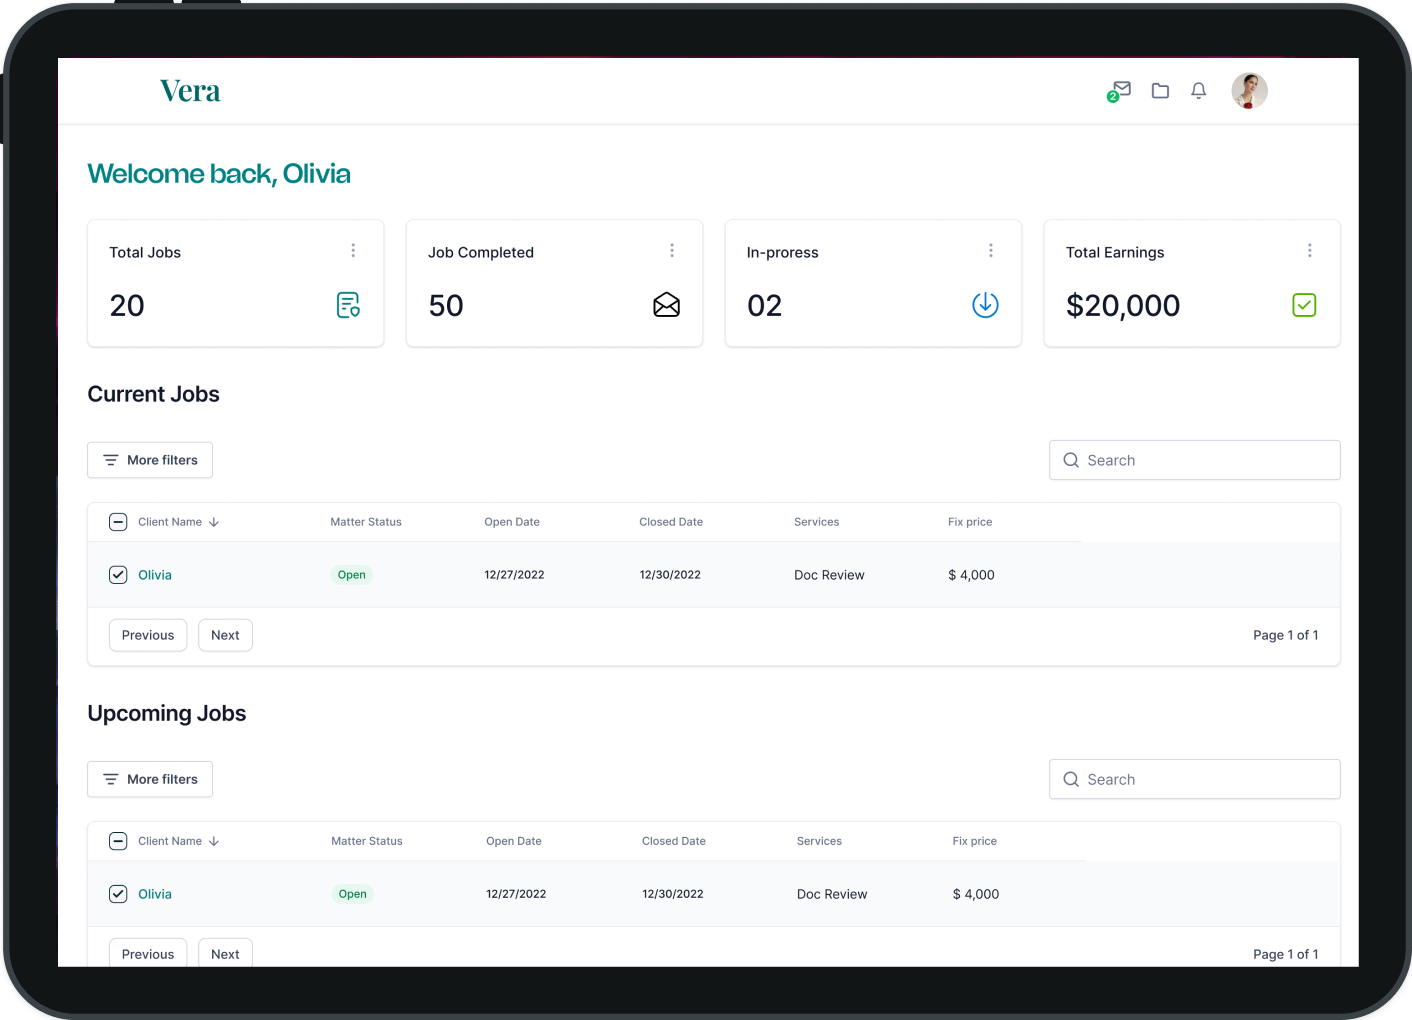 Vera
2
Welcome back, Olivia
Total Jobs
20
Job Completed
50
In-proress
02
Total Earnings
$20,000
Current Jobs
More filters
Search
Client Name Matter Status Open Date Closed Date Services Fix price
Olivia Open 12/27/2022 12/30/2022 Doc Review $ 4,000
Previous Next Page 1 of 1
Upcoming Jobs
More filters
Search
Client Name Matter Status Open Date Closed Date Services Fix price
Olivia Open 12/27/2022 12/30/2022 Doc Review $ 4,000
Previous Next Page 1 of 1